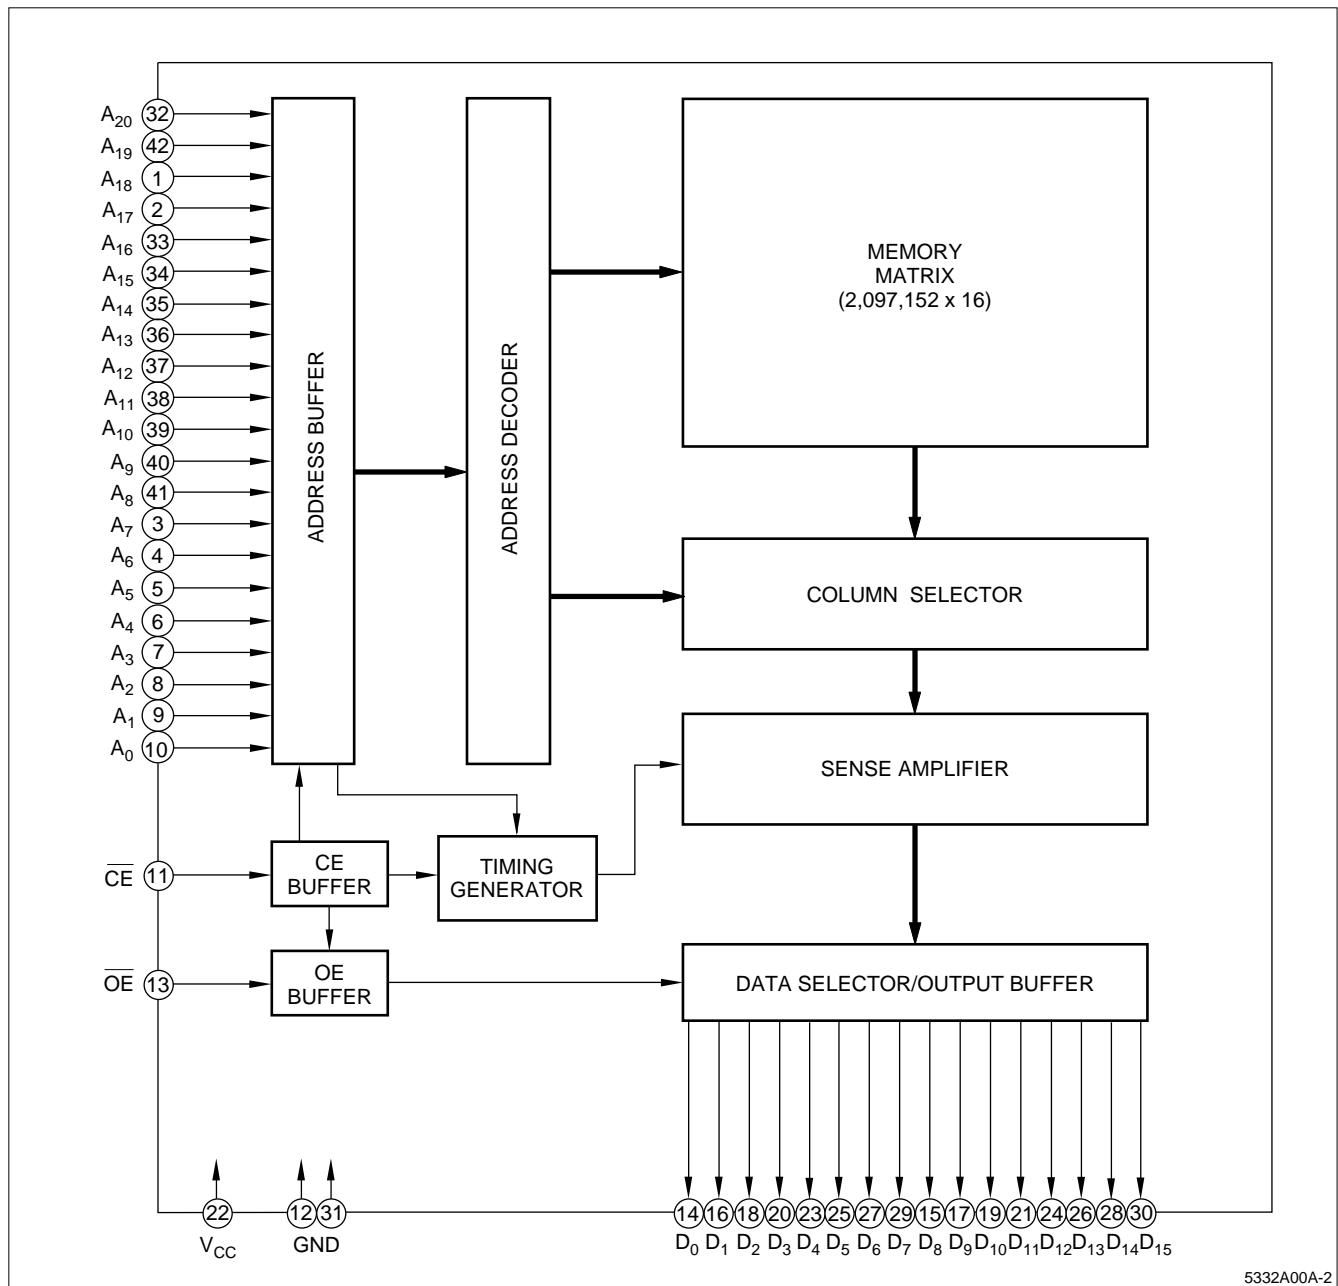 A20 32
A19 42
A18 1
A17 2
A16 33
A15 34
A14 35
A13 36
A12 37
A11 38
A10 39
A9 40
A8 41
A7 3
A6 4
A5 5
A4 6
A3 7
A2 8
A1 9
A0 10
ADDRESS BUFFER
ADDRESS DECODER
MEMORY
MATRIX
(2,097,152 x 16)
COLUMN SELECTOR
SENSE AMPLIFIER
CE 11
CE
BUFFER
TIMING
GENERATOR
OE 13
OE
BUFFER
DATA SELECTOR/OUTPUT BUFFER
22 12 31 14 16 18 20 23 25 27 29 15 17 19 21 24 26 28 30
VCC GND D0 D1 D2 D3 D4 D5 D6 D7 D8 D9 D10 D11 D12 D13 D14 D15
5332A00A-2